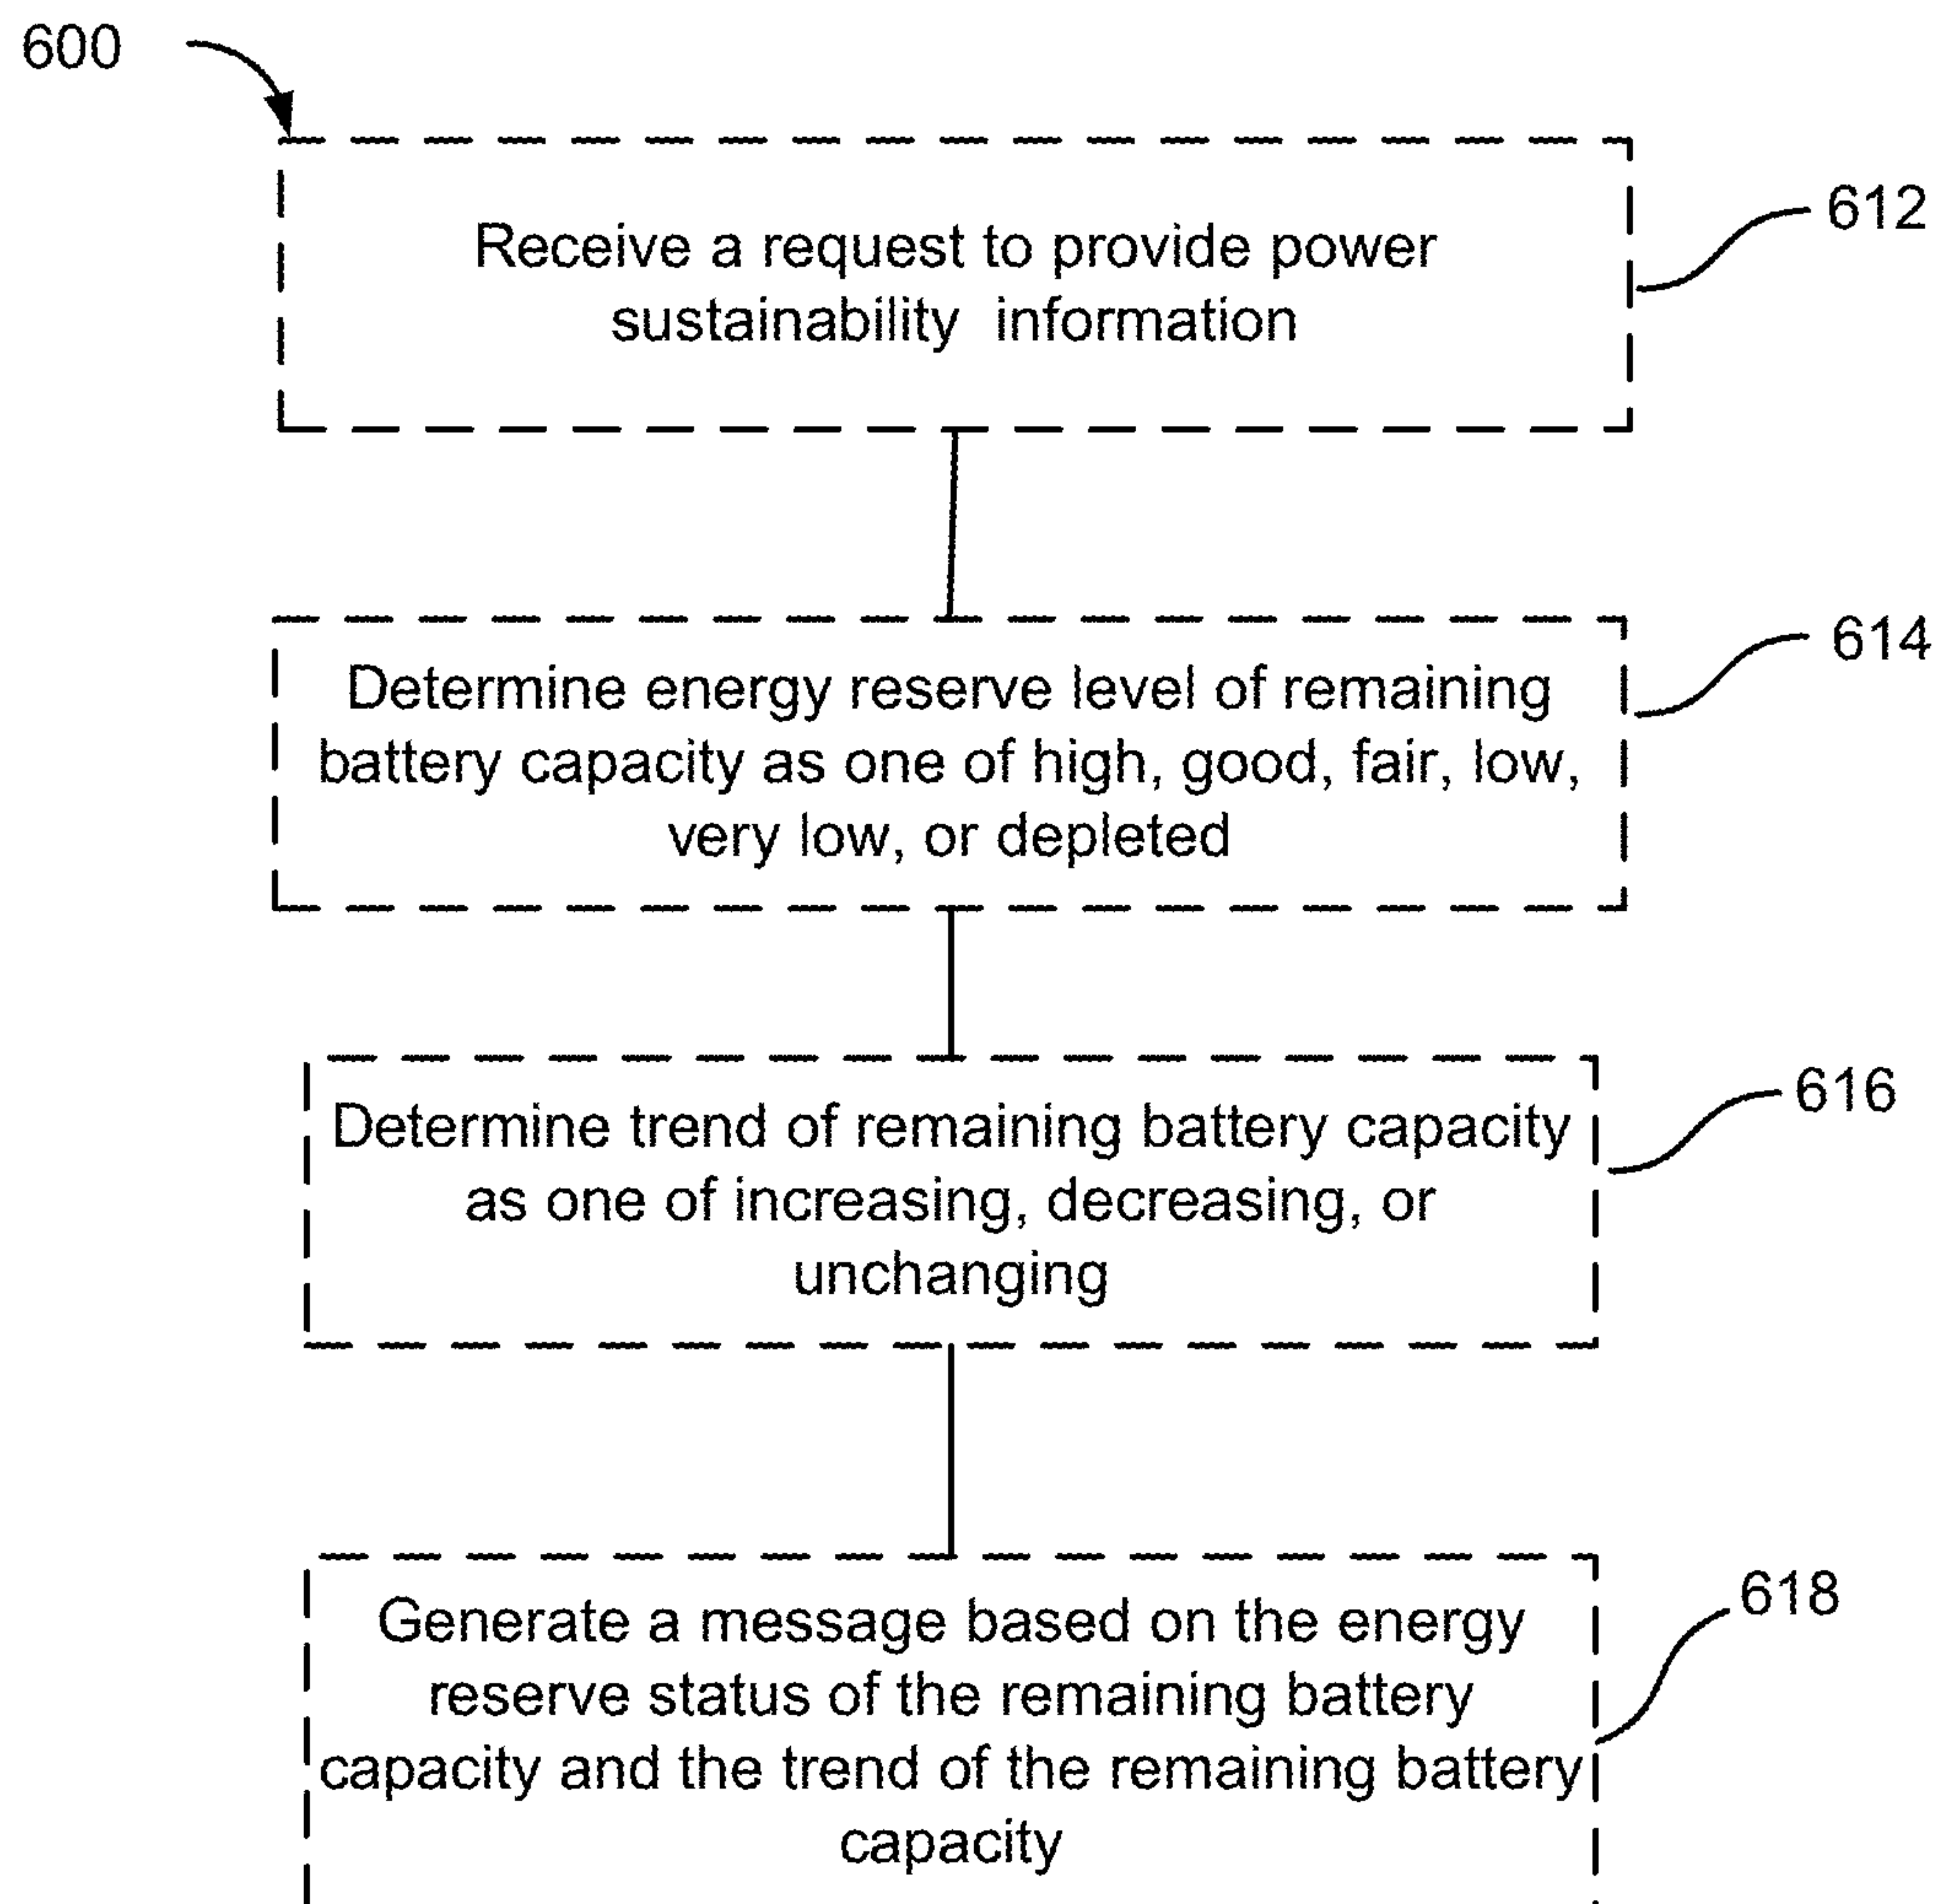 600
Receive a request to provide power
sustainability information
612
Determine energy reserve level of remaining
battery capacity as one of high, good, fair, low,
very low, or depleted
614
Determine trend of remaining battery capacity
as one of increasing, decreasing, or
unchanging
616
Generate a message based on the energy
reserve status of the remaining battery
capacity and the trend of the remaining battery
capacity
618